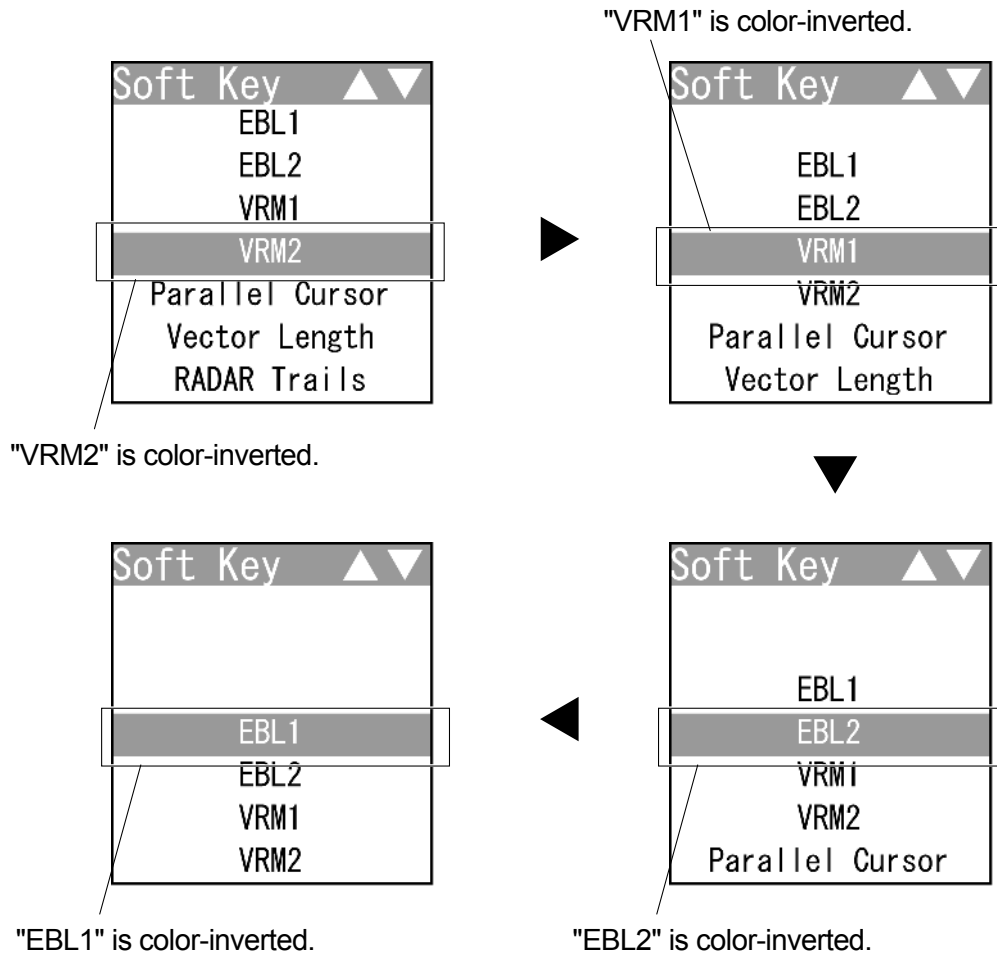 "VRM1" is color-inverted.
Soft Key ▲▼
EBL1
EBL2
VRM1
VRM2
Parallel Cursor
Vector Length
RADAR Trails
"VRM2" is color-inverted.
Soft Key ▲▼
EBL1
EBL2
VRM1
VRM2
Parallel Cursor
Vector Length
Soft Key ▲▼
EBL1
EBL2
VRM1
VRM2
"EBL1" is color-inverted.
Soft Key ▲▼
EBL1
EBL2
VRM1
VRM2
Parallel Cursor
"EBL2" is color-inverted.